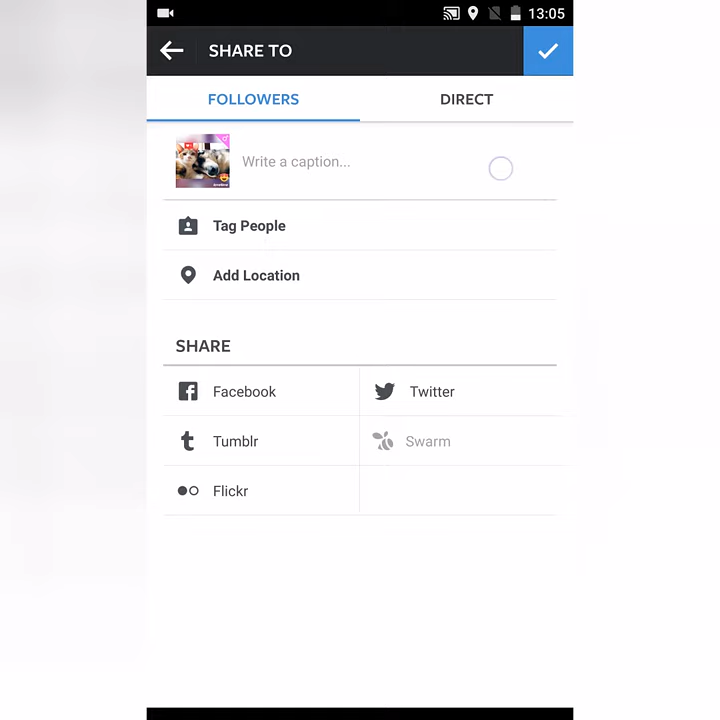 13:05
SHARE TO
FOLLOWERS DIRECT
Write a caption...
Tag People
Add Location
SHARE
Facebook Twitter
Tumblr Swarm
Flickr